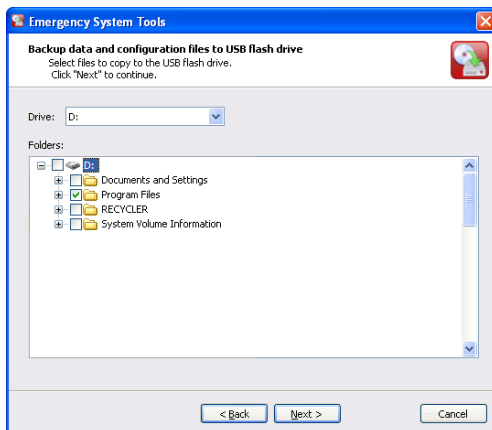 Emergency System Tools
Backup data and configuration files to USB flash drive
Select files to copy to the USB flash drive.
Click "Next" to continue.
Drive: D:
Folders:
D:
Documents and Settings
Program Files
RECYCLER
System Volume Information
< Back Next > Cancel